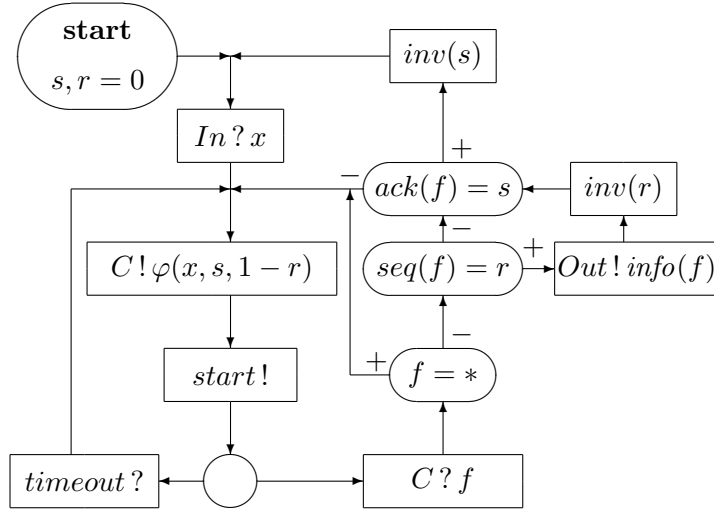 start
s, r = 0
inv(s)
+
In ? x
−
ack(f) = s
inv(r)
−
+
C ! φ(x, s, 1 − r)
seq(f) = r
Out ! info(f)
−
+
start !
f = ∗
timeout ?
C ? f